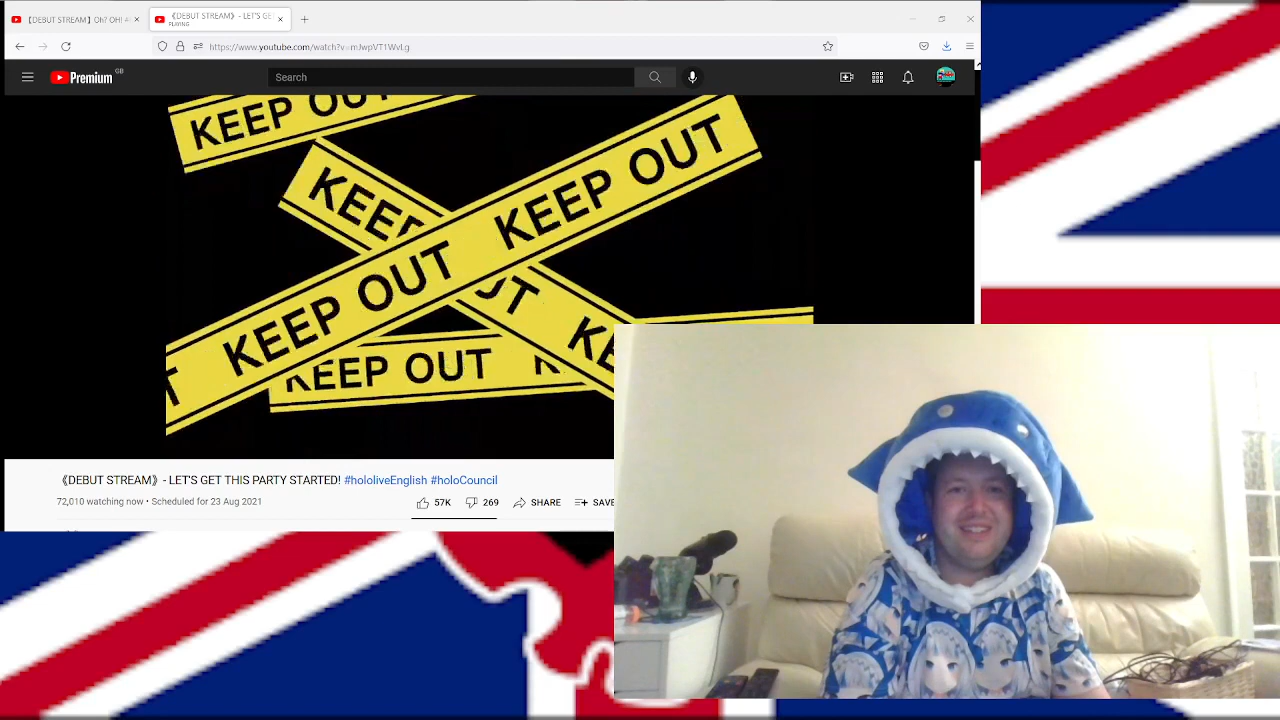 【DEBUT STREAM】Oh? OH! 4
《DEBUT STREAM》 - LET'S GE
PLAYING
https://www.youtube.com/watch?v=mJwpVT1WvLg
Premium GB
Search
KEEP OUT
KEEP OUT KEEP OUT
KEEP OUT KE
KEEP OUT K
《DEBUT STREAM》 - LET'S GET THIS PARTY STARTED! #hololiveEnglish #holoCouncil
72,010 watching now • Scheduled for 23 Aug 2021
57K 269 SHARE SAVE